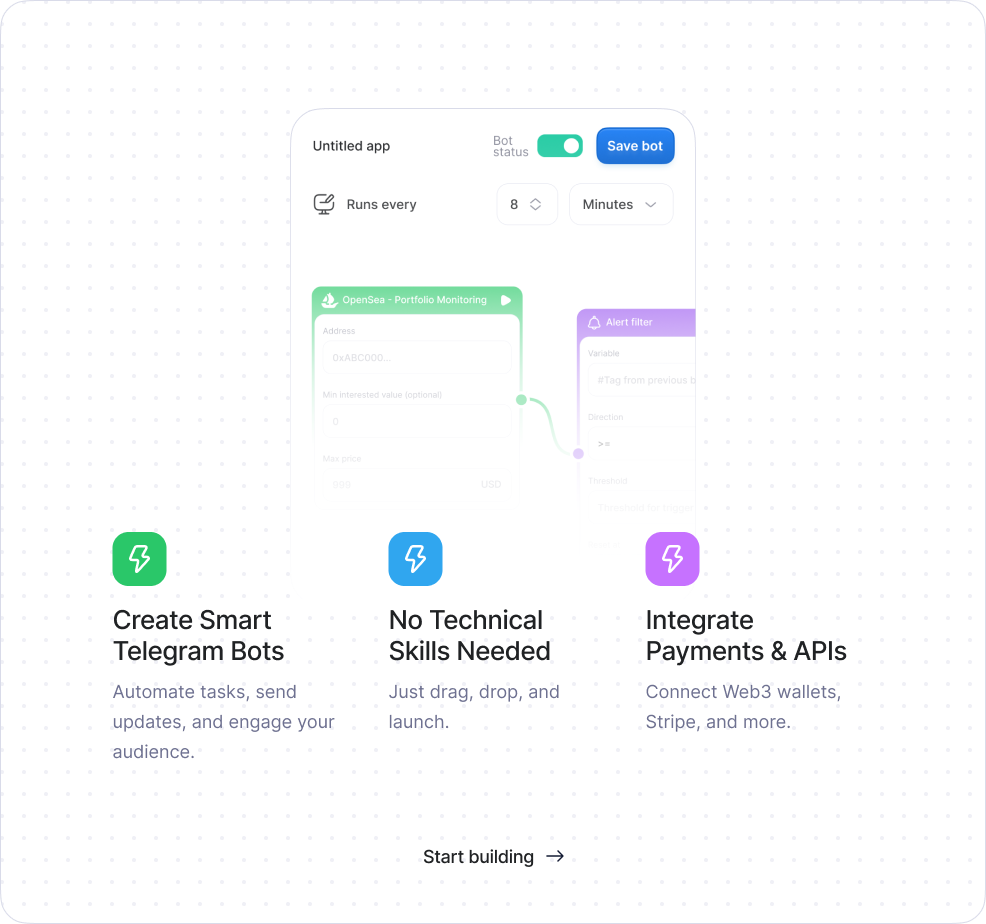 Untitled app
Bot
status
Save bot
Runs every
8
Minutes
OpenSea - Portfolio Monitoring
Alert filter
Address
Variable
0xABC000...
#Tag from previous b
Min interested value (optional)
Direction
0
>=
Max price
Threshold
999
USD
Threshold for trigger
Create Smart
Telegram Bots
Automate tasks, send
updates, and engage your
audience.
No Technical
Skills Needed
Just drag, drop, and
launch.
Integrate
Payments & APIs
Connect Web3 wallets,
Stripe, and more.
Start building